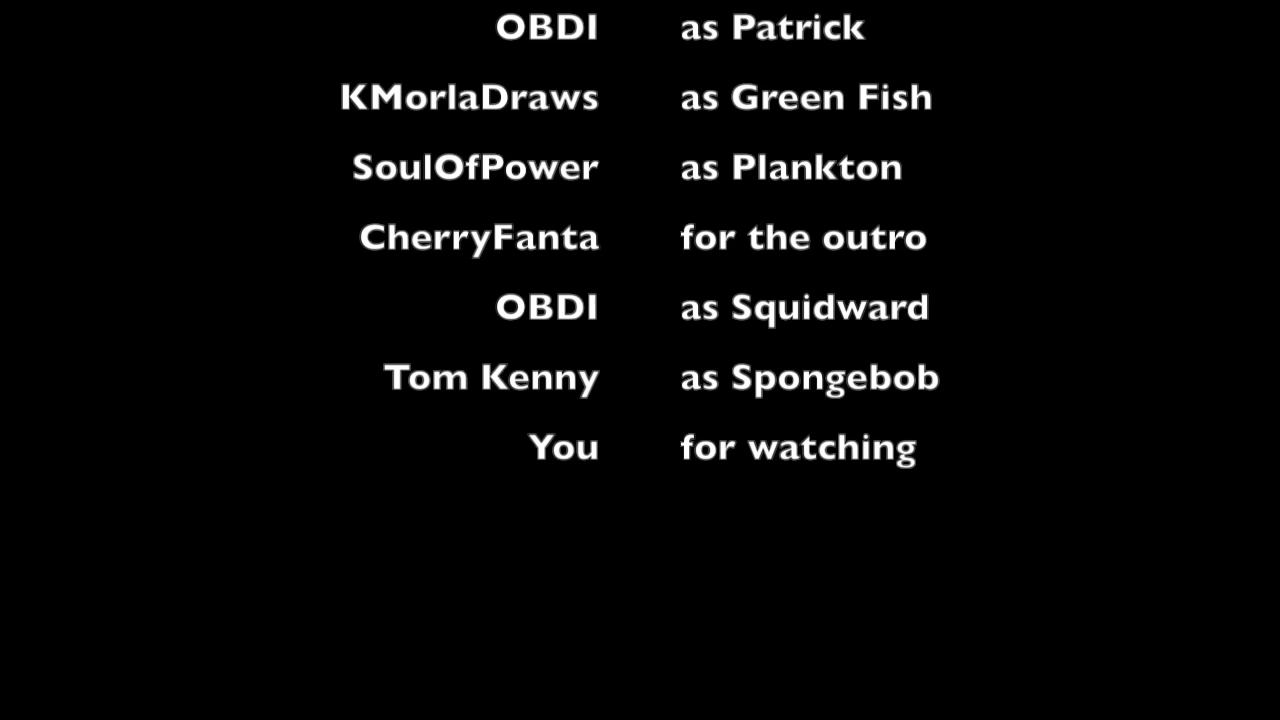 OBDI as Patrick
KMorlaDraws as Green Fish
SoulOfPower as Plankton
CherryFanta for the outro
OBDI as Squidward
Tom Kenny as Spongebob
You for watching